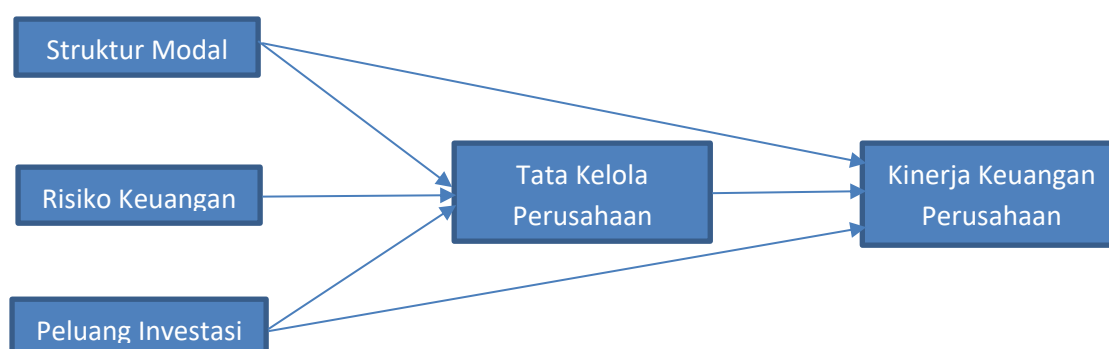 Struktur Modal
Risiko Keuangan
Peluang Investasi
Tata Kelola
Perusahaan
Kinerja Keuangan
Perusahaan